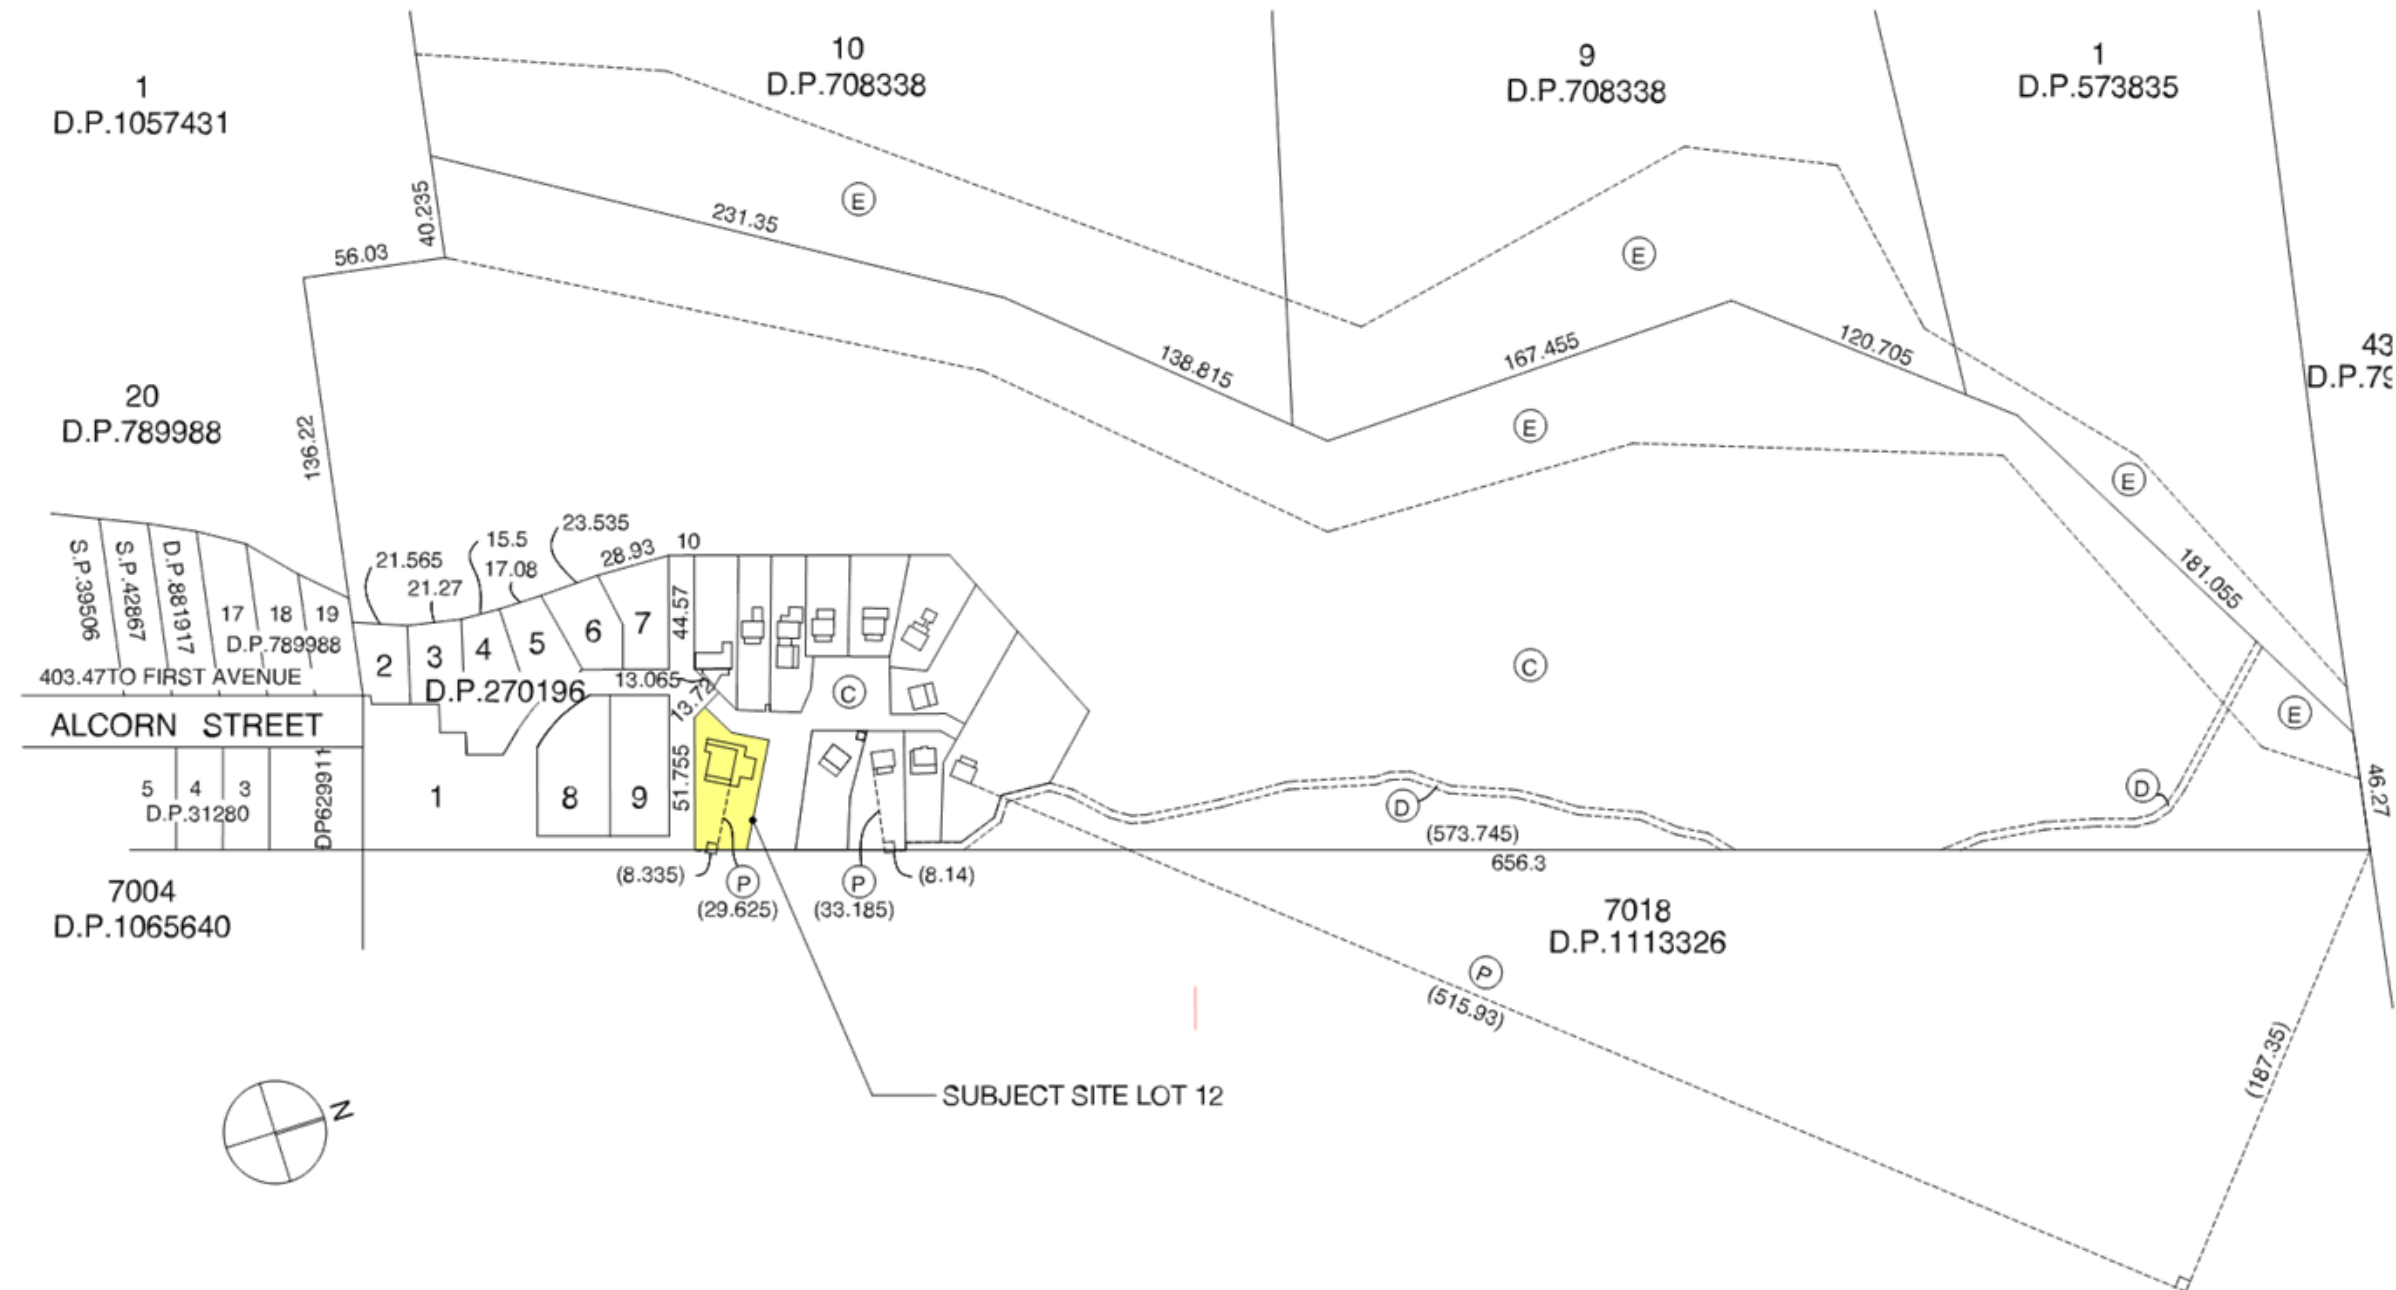 10
D.P.708338
9
D.P.708338
1
D.P.573835
1
D.P.1057431
E
40.235
231.35
56.03
E
138.815
167.455
120.705
43
20
D.P.789988
136.22
E
E
23.535
15.5
28.93
10
21.565
17.08
21.27
S.P.39506
S.P.42867
D.P.881917
17
18
19
D.P.789988
2
3
4
5
6
7
44.57
181.055
403.47TO FIRST AVENUE
D.P.270196
13.065
13.72
C
C
E
ALCORN STREET
51.755
46.27
5
4
3
D.P.31280
DP629911
1
8
9
D
D
(573.745)
656.3
(8.335)
P
P
(8.14)
(29.625)
(33.185)
7004
D.P.1065640
7018
D.P.1113326
P
(515.93)
(187.35)
SUBJECT SITE LOT 12
N